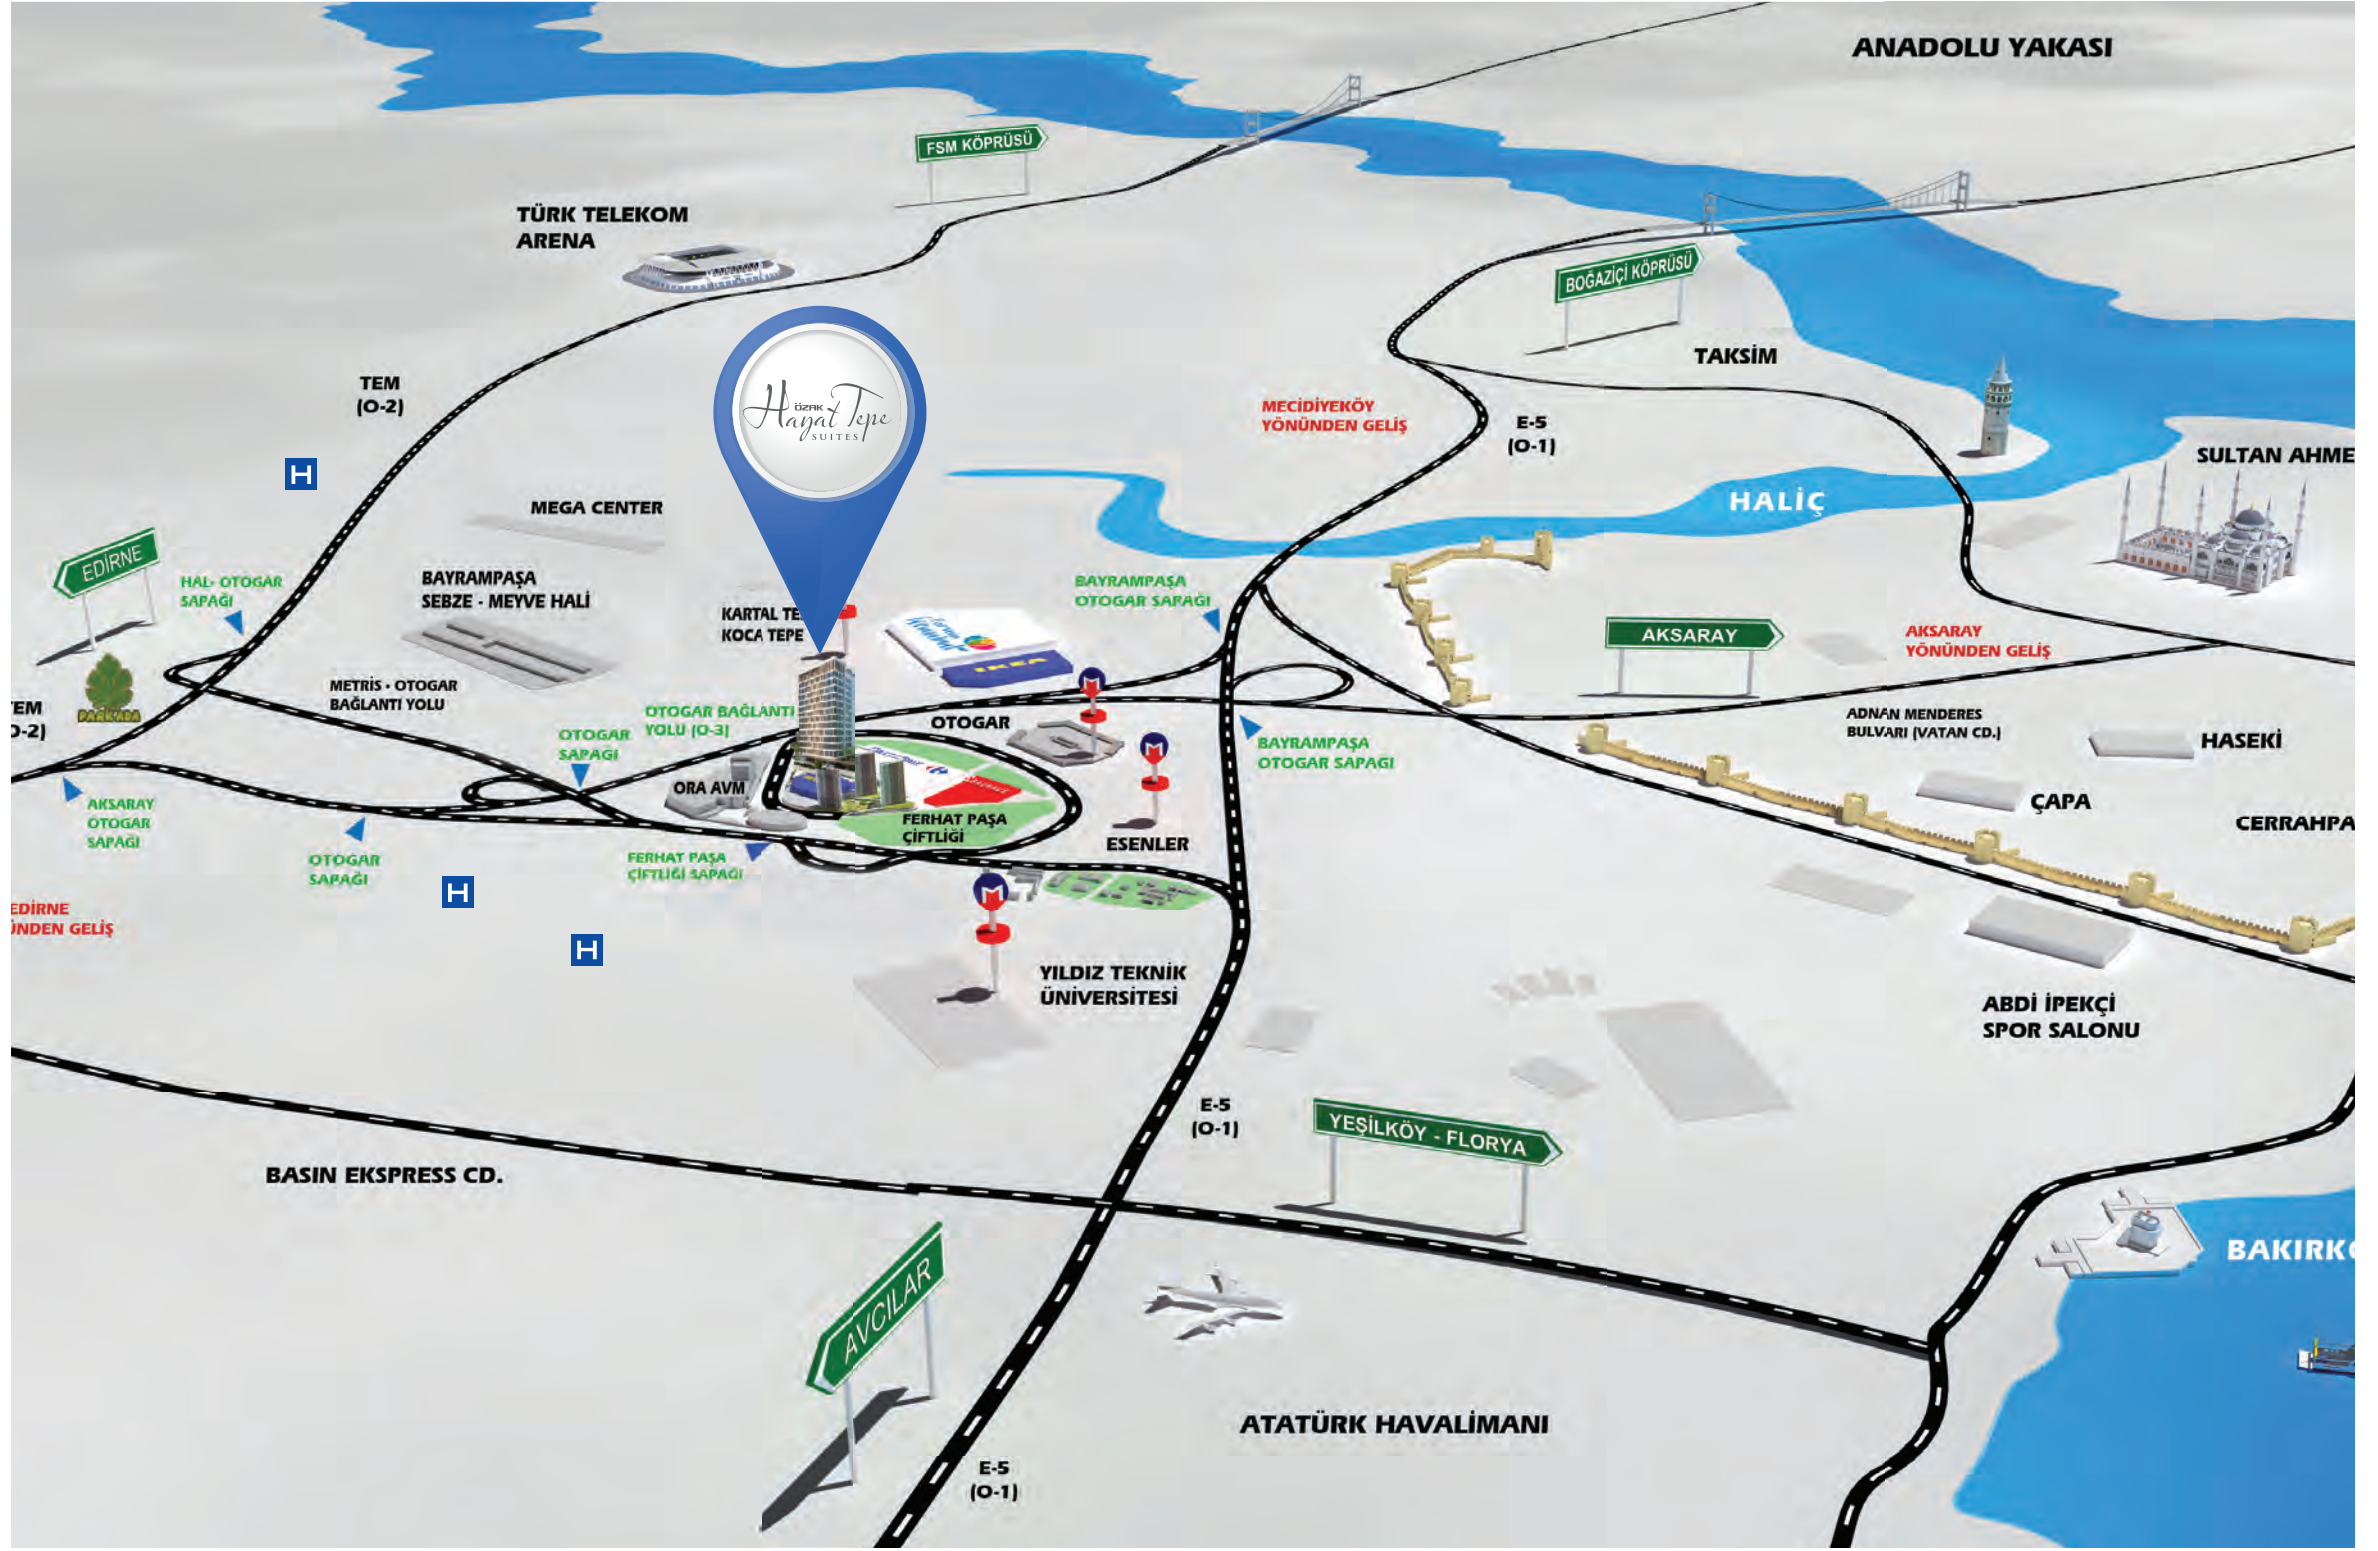 ANADOLU YAKASI
FSM KÖPRÜSÜ
TÜRK TELEKOM
ARENA
BOĞAZİÇİ KÖPRÜSÜ
TAKSİM
TEM
(O-2)
ÖZAK
Hayat Tepe
SUITES
MECİDİYEKÖY
YÖNÜNDEN GELİŞ
E-5
(O-1)
SULTAN AHME
H
HALİÇ
MEGA CENTER
EDİRNE
HAL- OTOGAR
SAPAĞI
BAYRAMPAŞA
SEBZE - MEYVE HALİ
BAYRAMPAŞA
OTOGAR SAPAĞI
KARTAL TE
KOCA TEPE
forum
IKEA
AKSARAY
AKSARAY
YÖNÜNDEN GELİŞ
PARK'ADA
METRİS - OTOGAR
BAĞLANTI YOLU
M
EM
O-2)
OTOGAR BAĞLANTI
YOLU (O-3)
OTOGAR
OTOGAR
SAPAĞI
ADNAN MENDERES
BULVARI (VATAN CD.)
HASEKİ
M
BAYRAMPAŞA
OTOGAR SAPAĞI
ORA AVM
AKSARAY
OTOGAR
SAPAĞI
ÇAPA
CERRAHPA
FERHAT PAŞA
ÇİFTLİĞİ
ESENLER
OTOGAR
SAPAĞI
FERHAT PAŞA
ÇİFTLİĞİ SAPAĞI
H
M
EDİRNE
ÜNDEN GELİŞ
H
YILDIZ TEKNİK
ÜNİVERSİTESİ
ABDİ İPEKÇİ
SPOR SALONU
E-5
(O-1)
YEŞİLKÖY - FLORYA
BASIN EKSPRESS CD.
BAKIRK
AVCILAR
ATATÜRK HAVALİMANI
E-5
(O-1)